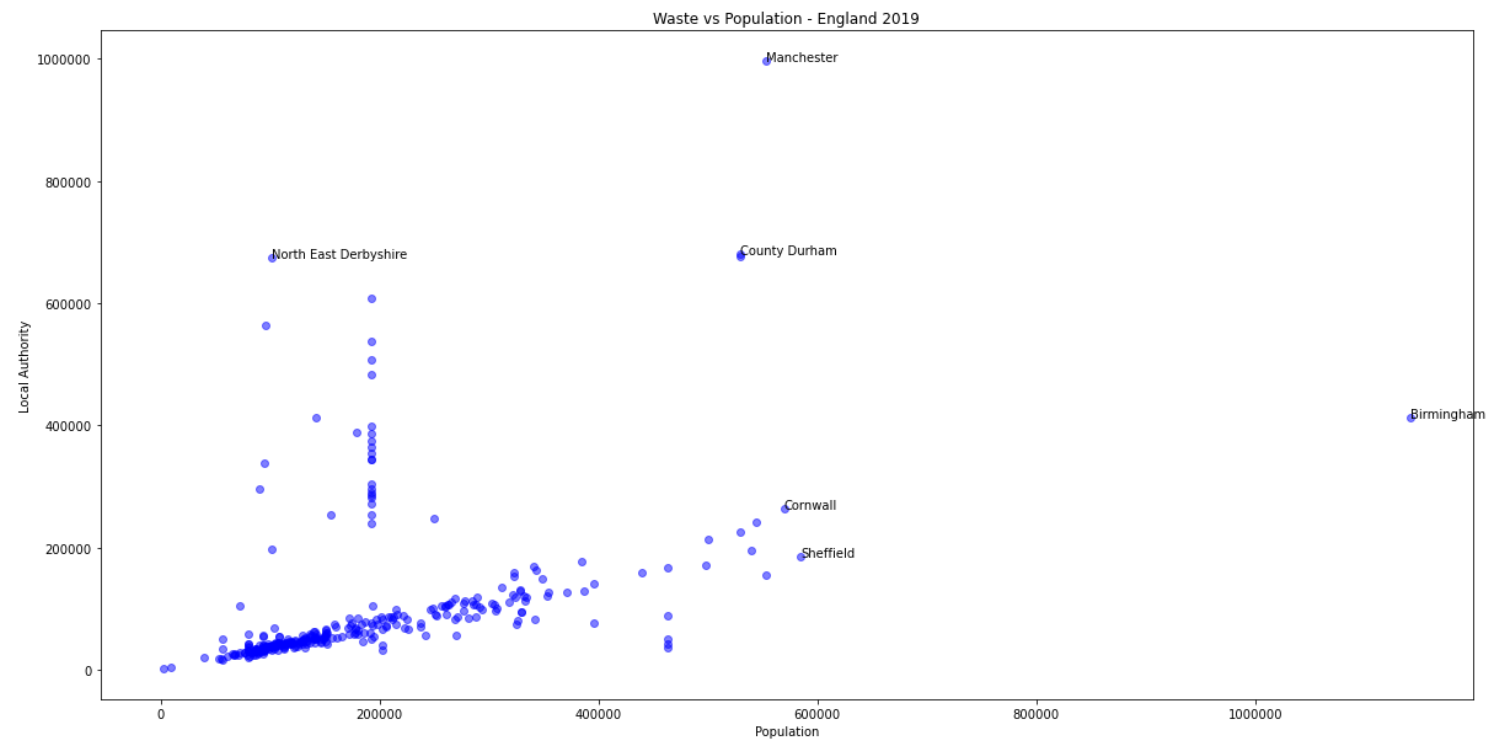 Waste vs Population - England 2019
1000000
Manchester
800000
North East Derbyshire
County Durham
600000
Local Authority
400000
Birmingham
Cornwall
200000
Sheffield
0
0 200000 400000 600000 800000 1000000
Population